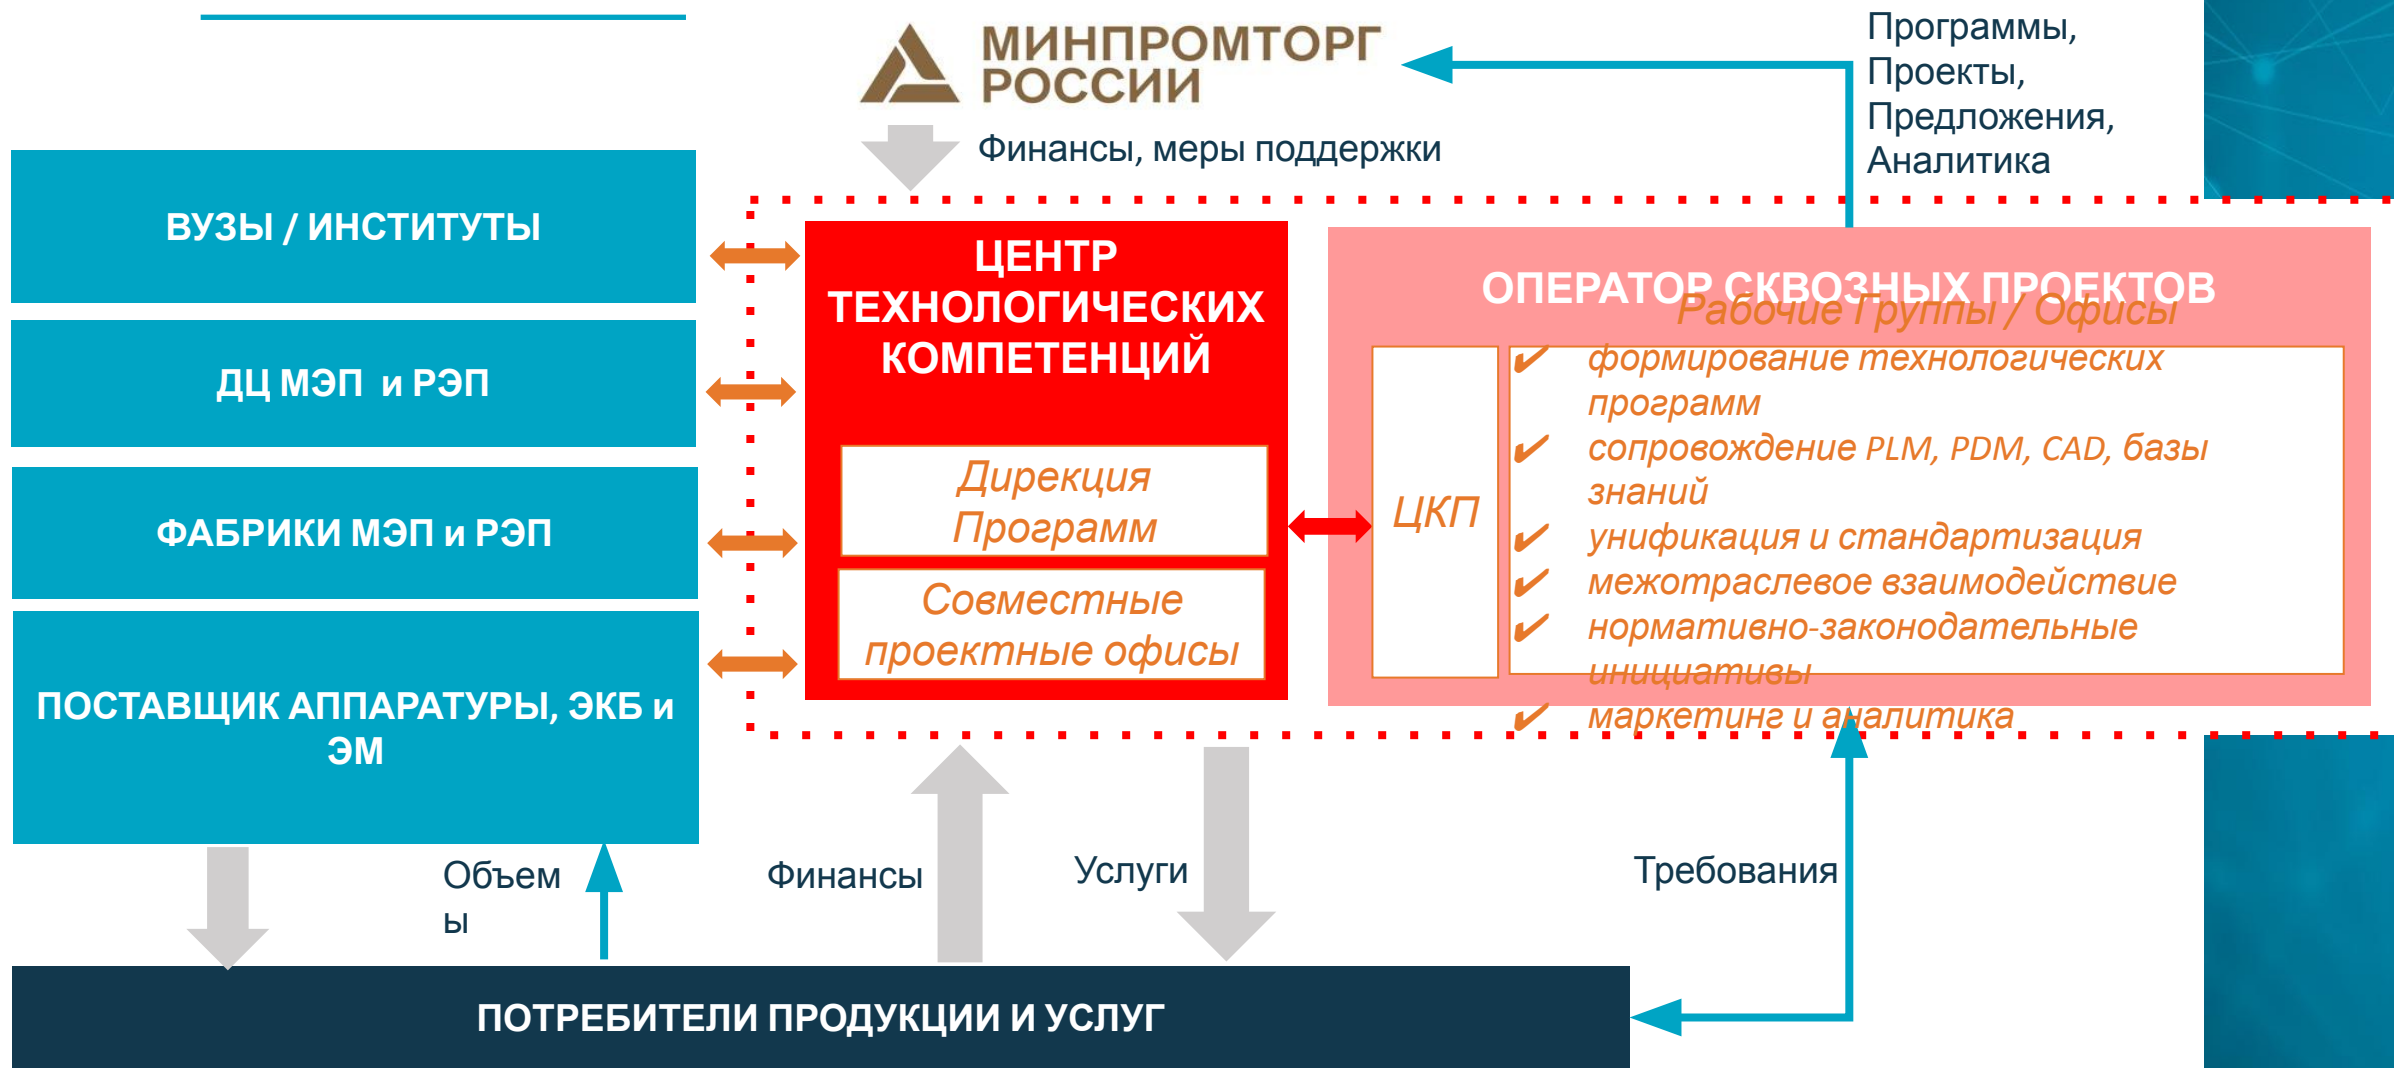 МИНПРОМТОРГ
РОССИИ
Программы,
Проекты,
Предложения,
Аналитика
Финансы, меры поддержки
ВУЗЫ / ИНСТИТУТЫ
ДЦ МЭП и РЭП
ФАБРИКИ МЭП и РЭП
ПОСТАВЩИК АППАРАТУРЫ, ЭКБ и
ЭМ
ЦЕНТР
ТЕХНОЛОГИЧЕСКИХ
КОМПЕТЕНЦИЙ
Дирекция
Программ
Совместные
проектные офисы
ОПЕРАТОР СКВОЗНЫХ ПРОЕКТОВ
Рабочие Группы / Офисы
ЦКП
✔ формирование технологических
программ
✔ сопровождение PLM, PDM, CAD, базы
знаний
✔ унификация и стандартизация
✔ межотраслевое взаимодействие
✔ нормативно-законодательные
инициативы
✔ маркетинг и аналитика
Объем
ы
Финансы
Услуги
Требования
ПОТРЕБИТЕЛИ ПРОДУКЦИИ И УСЛУГ